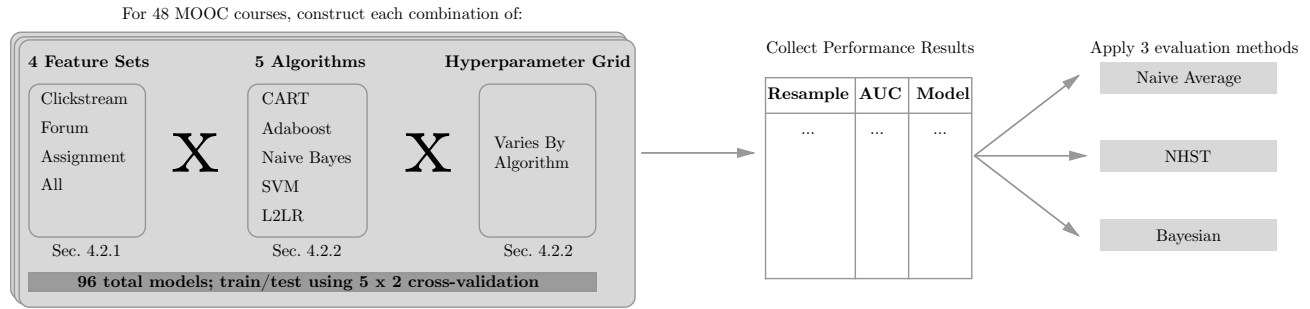 For 48 MOOC courses, construct each combination of:
4 Feature Sets
Clickstream
Forum
Assignment
All
Sec. 4.2.1
X
5 Algorithms
CART
Adaboost
Naive Bayes
SVM
L2LR
Sec. 4.2.2
X
Hyperparameter Grid
Varies By
Algorithm
Sec. 4.2.2
96 total models; train/test using 5 x 2 cross-validation
Collect Performance Results
Resample AUC Model
... ... ...
Apply 3 evaluation methods
Naive Average
NHST
Bayesian